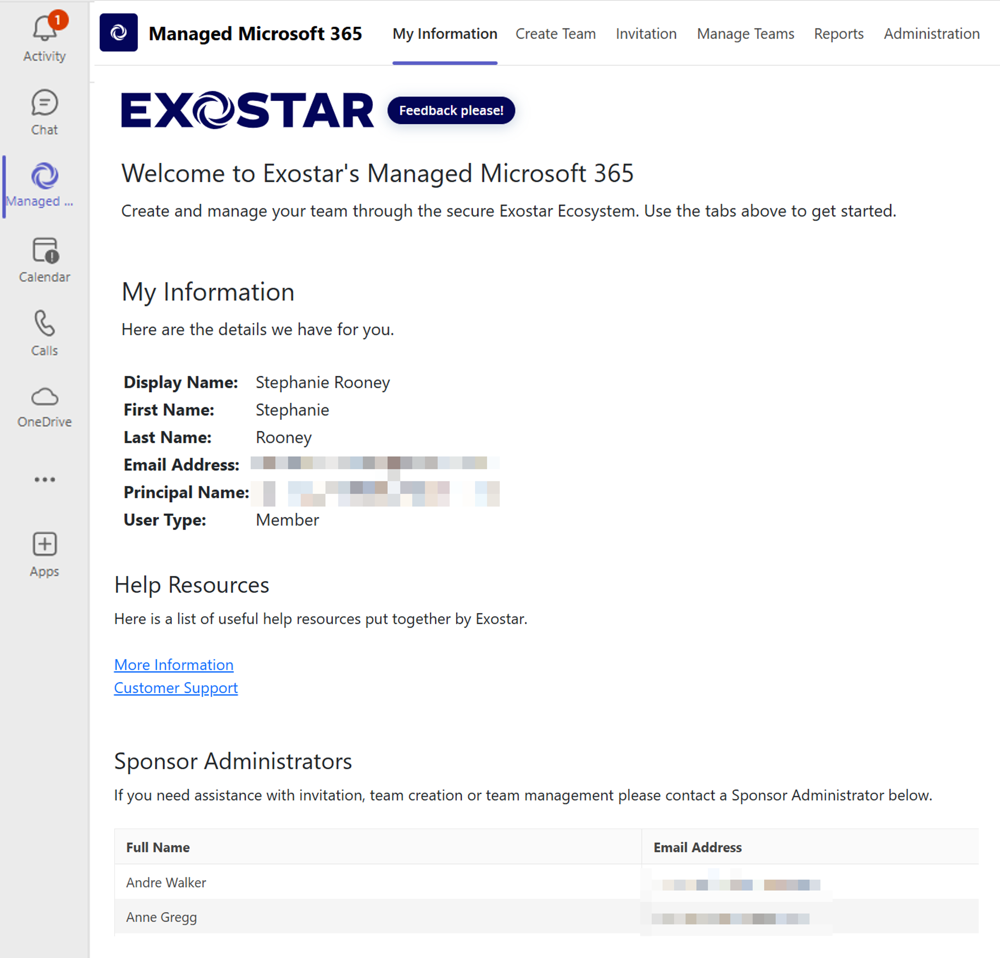 1
Activity
Chat
Managed ...
Calendar
Calls
OneDrive
Apps
Managed Microsoft 365
My Information
Create Team
Invitation
Manage Teams
Reports
Administration
EXOSTAR
Feedback please!
Welcome to Exostar's Managed Microsoft 365
Create and manage your team through the secure Exostar Ecosystem. Use the tabs above to get started.
My Information
Here are the details we have for you.
Display Name: Stephanie Rooney
First Name: Stephanie
Last Name: Rooney
Email Address:
Principal Name:
User Type: Member
Help Resources
Here is a list of useful help resources put together by Exostar.
More Information
Customer Support
Sponsor Administrators
If you need assistance with invitation, team creation or team management please contact a Sponsor Administrator below.
Full Name Email Address
Andre Walker
Anne Gregg